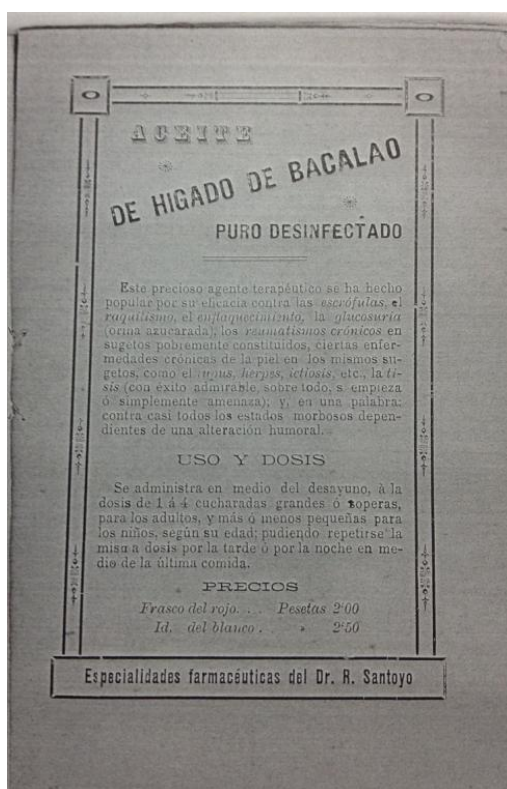 ACEITE
DE HIGADO DE BACALAO
PURO DESINFECTADO
Este precioso agente terapéutico se ha hecho
popular por su eficacia contra las escrófulas, el
raquitismo, el enflaquecimiento, la glucosuria
(orina azucarada), los reumatismos crónicos en
sugetos pobremente constituidos, ciertas enfer-
medades crónicas de la piel en los mismos su-
getos, como el lupus, herpes, ictiosis, etc., la ti-
sis (con éxito admirable, sobre todo, si empieza
ó simplemente amenaza); y, en una palabra:
contra casi todos los estados morbosos depen-
dientes de una alteración humoral.
USO Y DOSIS
Se administra en medio del desayuno, à la
dosis de 1 á 4 cucharadas grandes ó soperas,
para los adultos, y más ó menos pequeñas para
los niños, según su edad; pudiendo repetirse la
misma dosis por la tarde ó por la noche en me-
dio de la última comida.
PRECIOS
Frasco del rojo. . . Pesetas 2'00
Id. del blanco . » 2'50
Especialidades farmacéuticas del Dr. R. Santoyo